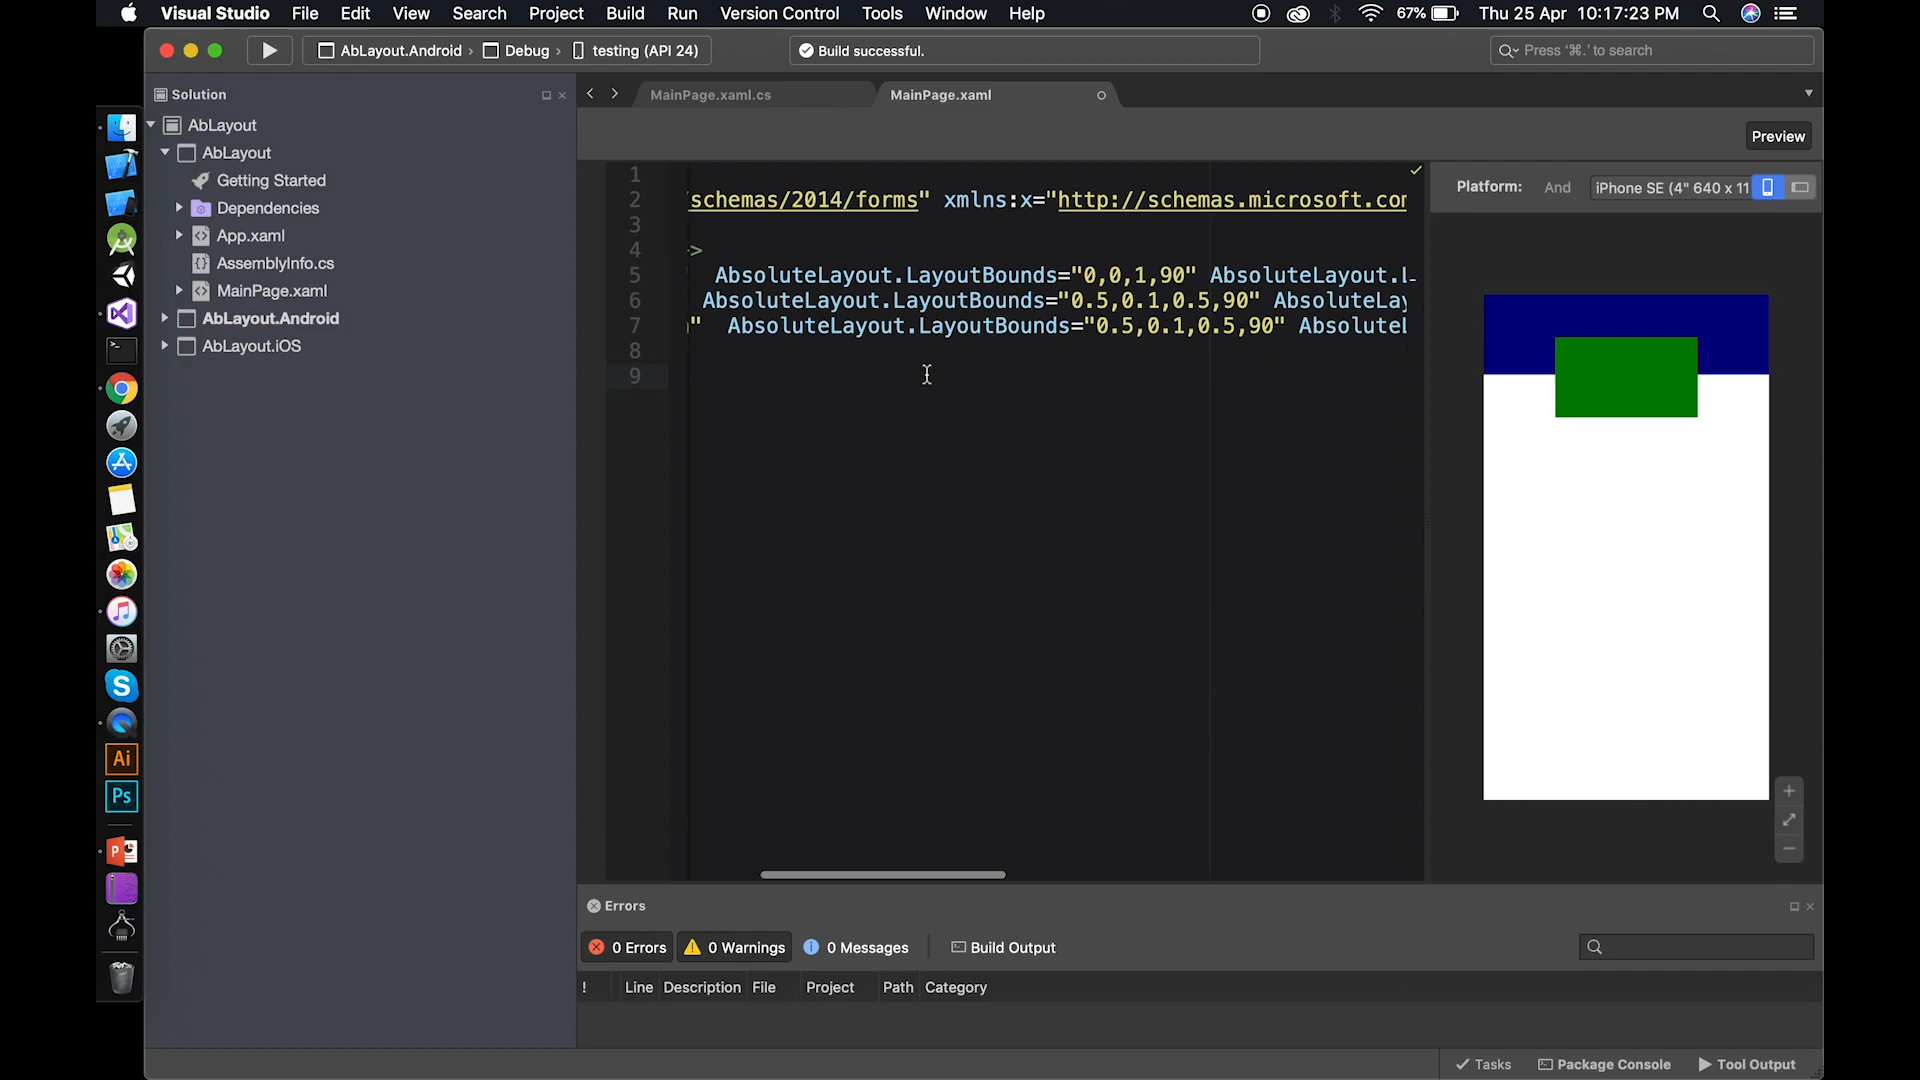 Visual Studio File Edit View Search Project Build Run Version Control Tools Window Help 67% Thu 25 Apr 10:17:23 PM
AbLayout.Android › Debug › testing (API 24) Build successful. Press '⌘.' to search
Solution MainPage.xaml.cs MainPage.xaml
AbLayout
Preview
AbLayout
Getting Started
Dependencies
App.xaml
AssemblyInfo.cs
MainPage.xaml
AbLayout.Android
AbLayout.iOS
1
2 schemas/2014/forms" xmlns:x="http://schemas.microsoft.com
3
4 >
5 AbsoluteLayout.LayoutBounds="0,0,1,90" AbsoluteLayout.L
6 AbsoluteLayout.LayoutBounds="0.5,0.1,0.5,90" AbsoluteLay
7 " AbsoluteLayout.LayoutBounds="0.5,0.1,0.5,90" AbsoluteL
8
9
Platform: And iPhone SE (4" 640 x 11
Errors
0 Errors 0 Warnings 0 Messages Build Output
! Line Description File Project Path Category
Tasks Package Console Tool Output
Ai
Ps